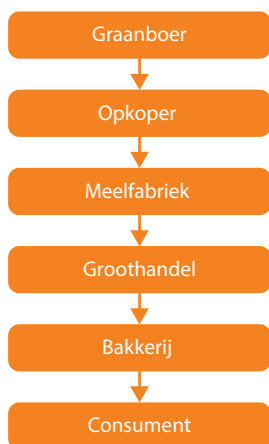 Graanboer
Opkoper
Meelfabriek
Groothandel
Bakkerij
Consument